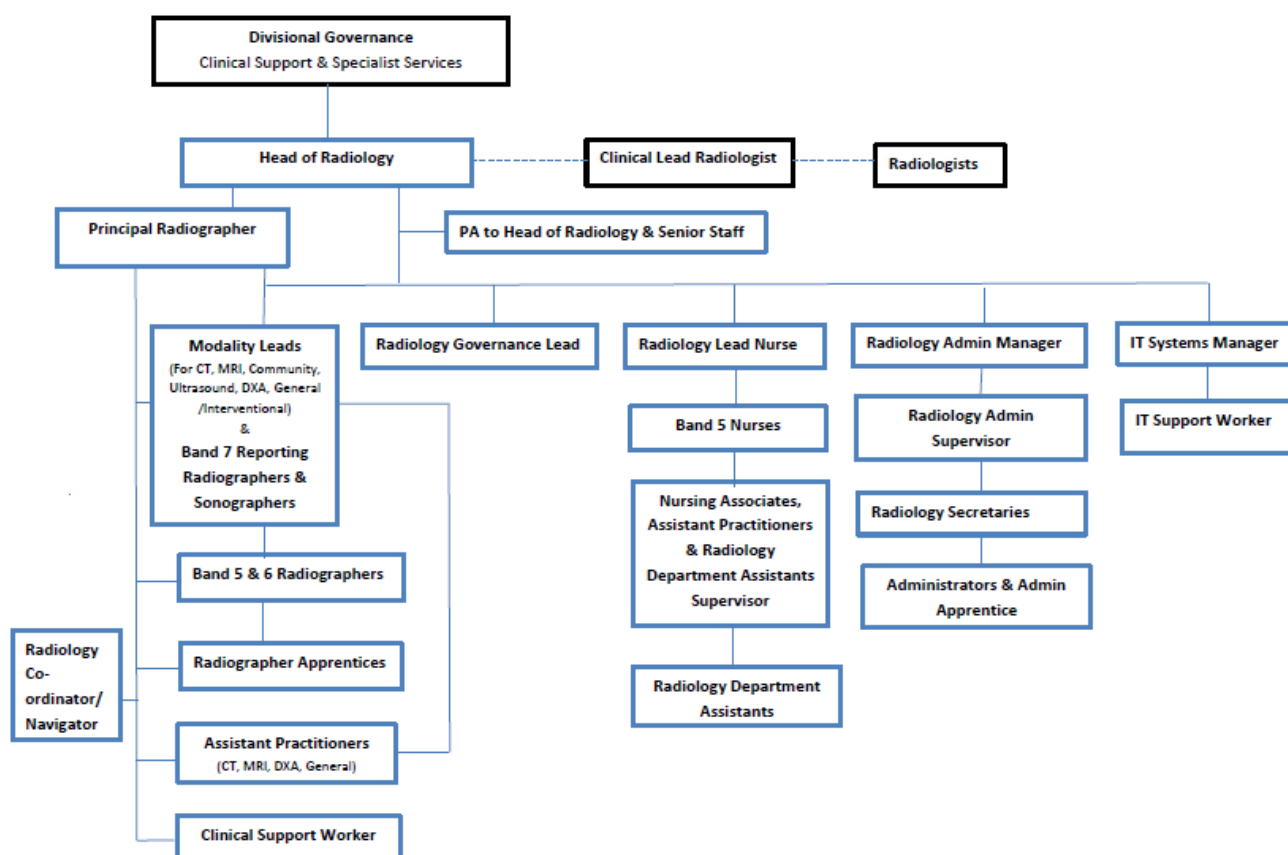 Divisional Governance
Clinical Support & Specialist Services
Head of Radiology
Clinical Lead Radiologist
Radiologists
Principal Radiographer
PA to Head of Radiology & Senior Staff
Modality Leads
(For CT, MRI, Community,
Ultrasound, DXA, General
/Interventional)
&
Band 7 Reporting
Radiographers &
Sonographers
Radiology Governance Lead
Radiology Lead Nurse
Radiology Admin Manager
IT Systems Manager
Band 5 Nurses
Radiology Admin
Supervisor
IT Support Worker
Nursing Associates,
Assistant Practitioners
& Radiology
Department Assistants
Supervisor
Radiology Secretaries
Administrators & Admin
Apprentice
Band 5 & 6 Radiographers
Radiology
Co-
ordinator/
Navigator
Radiographer Apprentices
Radiology Department
Assistants
Assistant Practitioners
(CT, MRI, DXA, General)
Clinical Support Worker